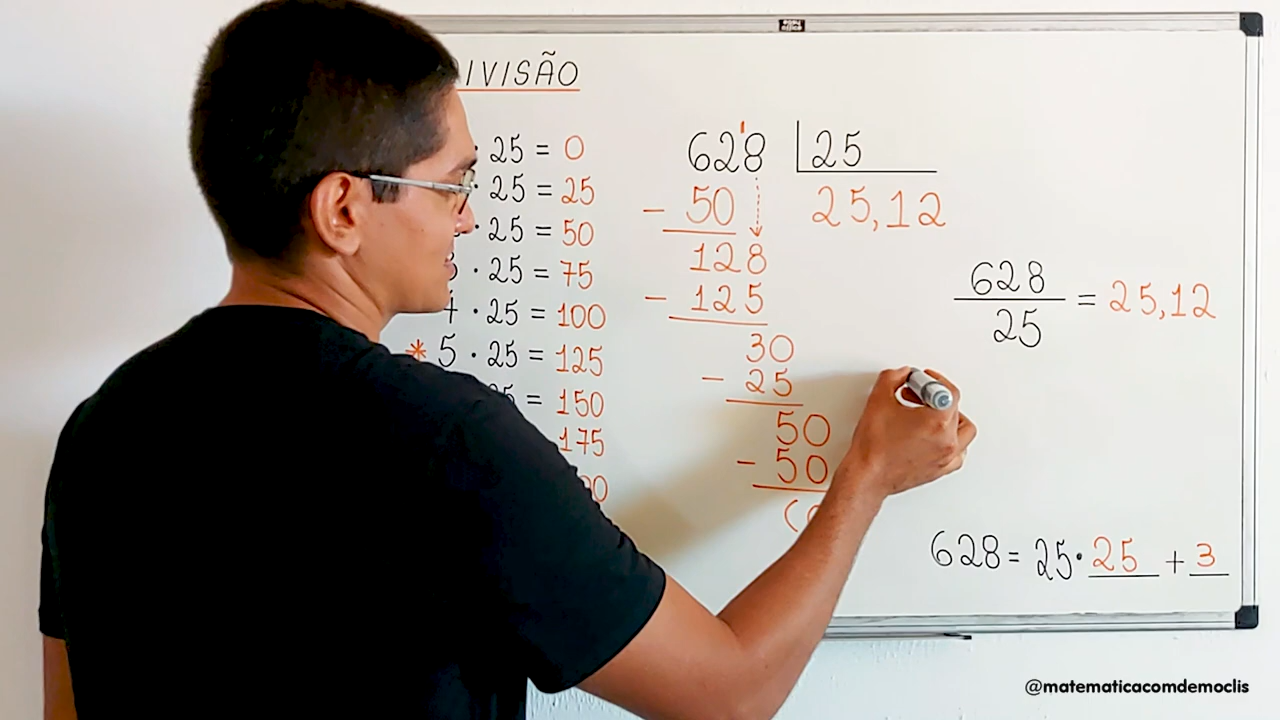 IVISÃO
· 25 = 0
· 25 = 25
· 25 = 50
· 25 = 75
4 · 25 = 100
* 5 · 25 = 125
25 = 150
175
628 25
- 50 25,12
128
- 125
30
- 25
50
- 50
628
25 = 25,12
628 = 25 · 25 + 3
@matematicacomdemoclis